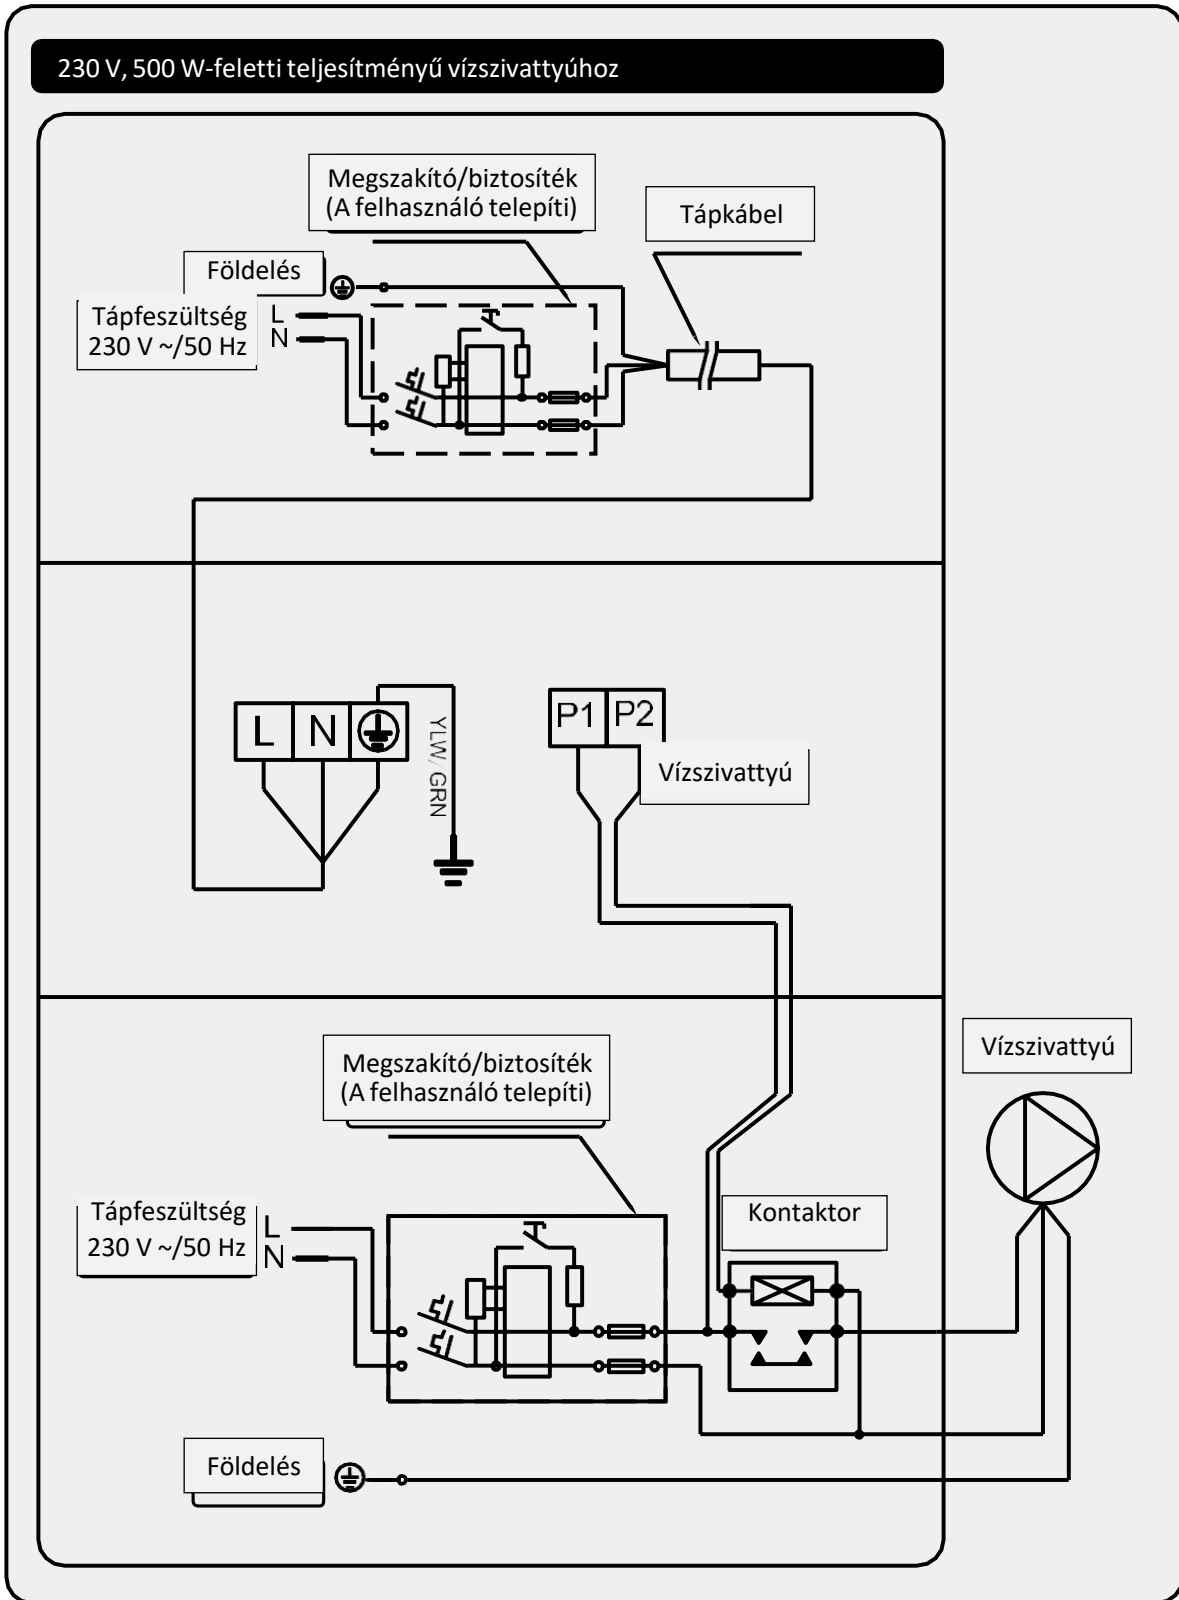 230 V, 500 W-feletti teljesítményű vízszivattyúhoz
Megszakító/biztosíték
(A felhasználó telepíti)
Tápkábel
Földelés
Tápfeszültség
230 V ~/50 Hz
L
N
L N
YLW/GRN
P1 P2
Vízszivattyú
Megszakító/biztosíték
(A felhasználó telepíti)
Vízszivattyú
Tápfeszültség
230 V ~/50 Hz
L
N
Kontaktor
Földelés